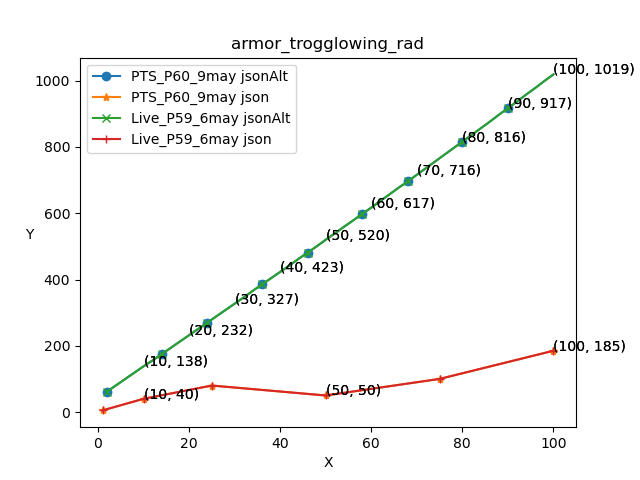 armor_trogglowing_rad
PTS_P60_9may jsonAlt
PTS_P60_9may json
Live_P59_6may jsonAlt
Live_P59_6may json
(100, 1019)
(90, 917)
(80, 816)
(70, 716)
(60, 617)
(50, 520)
(40, 423)
(30, 327)
(20, 232)
(10, 138)
(100, 185)
(50, 50)
(10, 40)
Y
1000
800
600
400
200
0
0 20 40 60 80 100
X